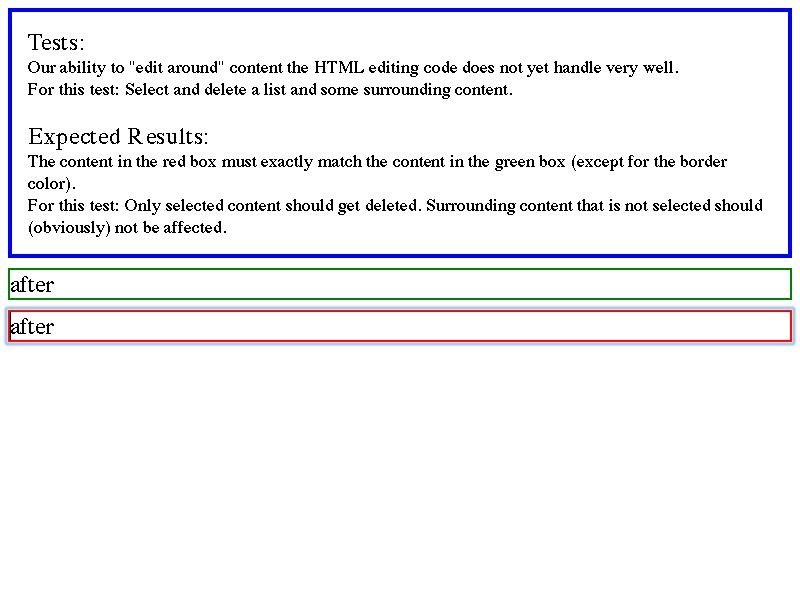 Tests:
Our ability to "edit around" content the HTML editing code does not yet handle very well.
For this test: Select and delete a list and some surrounding content.
Expected Results:
The content in the red box must exactly match the content in the green box (except for the border
color).
For this test: Only selected content should get deleted. Surrounding content that is not selected should
(obviously) not be affected.
after
after